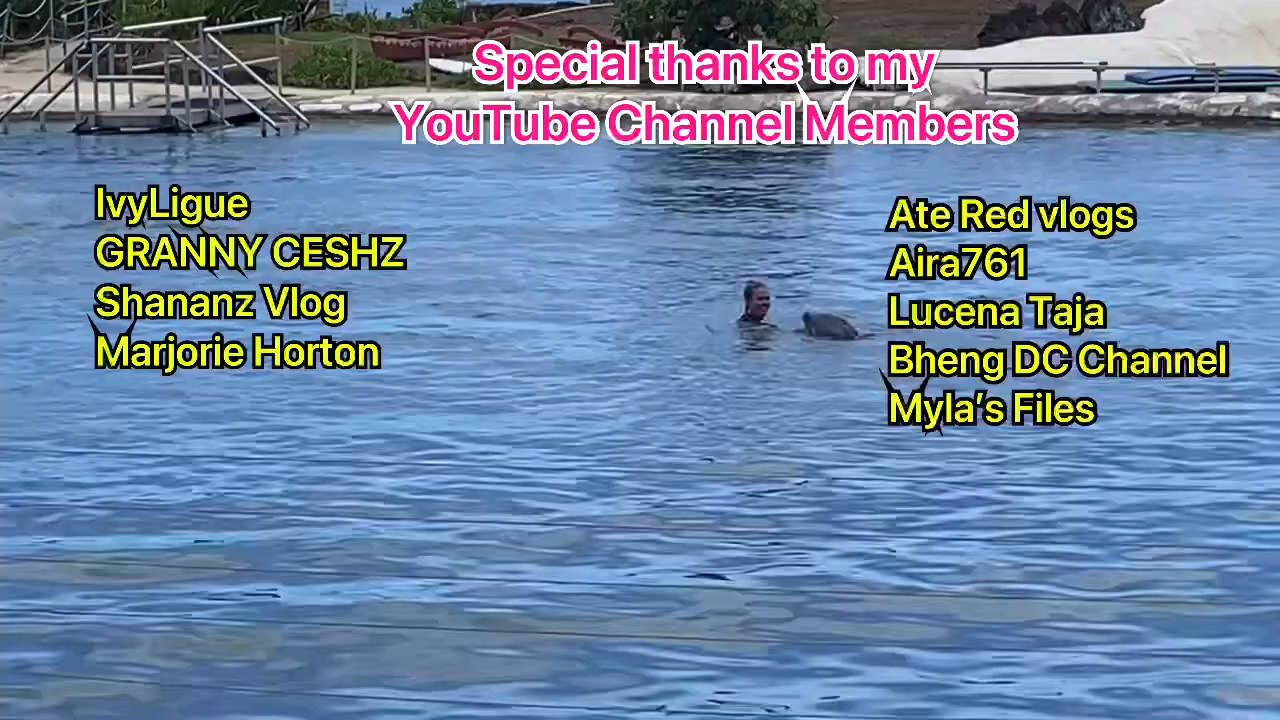 Special thanks to my
YouTube Channel Members
IvyLigue
GRANNY CESHZ
Shananz Vlog
Marjorie Horton
Ate Red vlogs
Aira761
Lucena Taja
Bheng DC Channel
Myla's Files